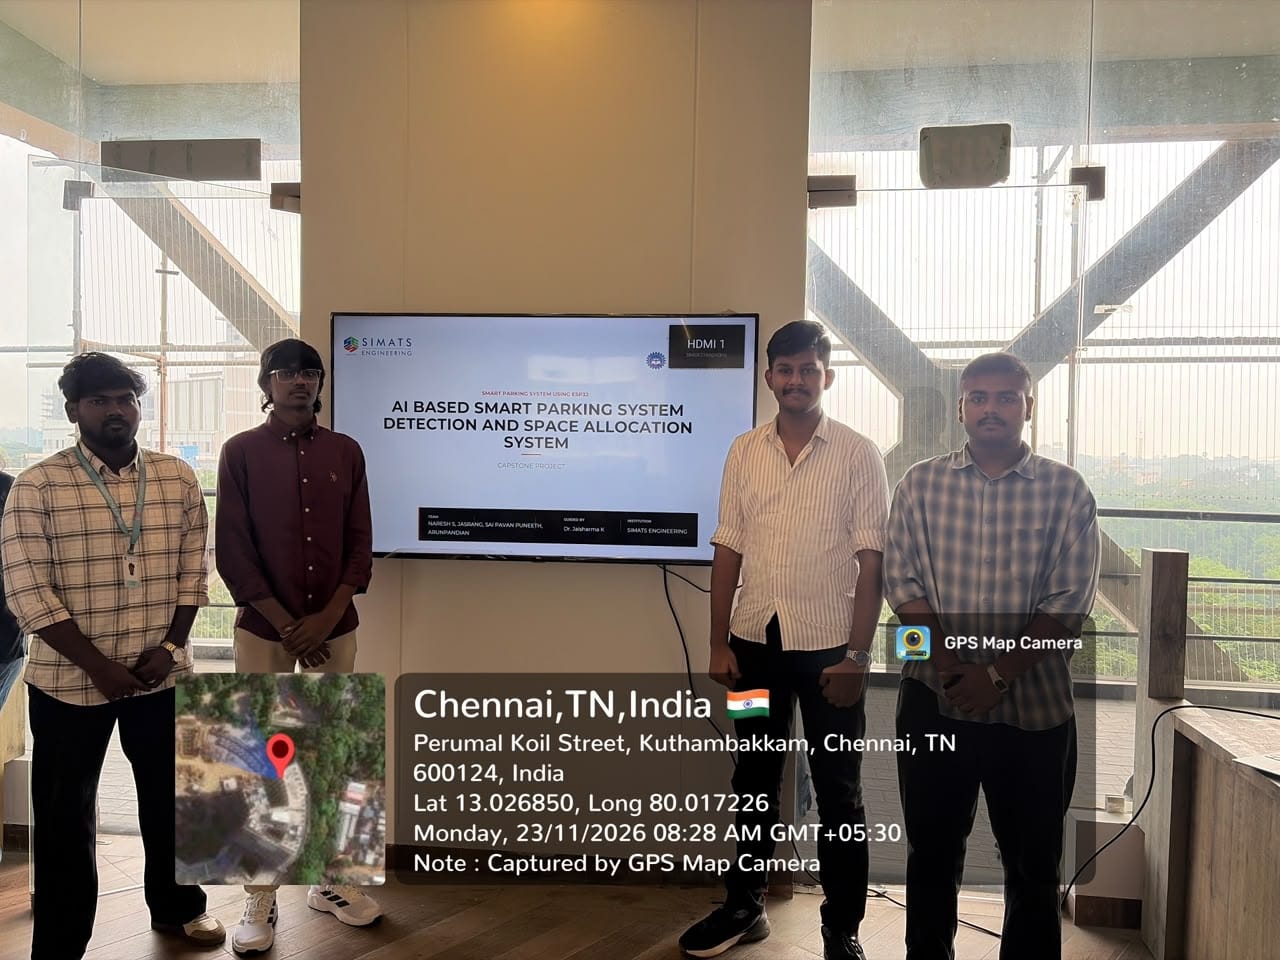 SIMATS
ENGINEERING
HDMI 1
SMART PARKING SYSTEM USING ESP32
AI BASED SMART PARKING SYSTEM
DETECTION AND SPACE ALLOCATION
SYSTEM
CAPSTONE PROJECT
TEAM
NARESH S, JASRANG, SAI PAVAN PUNEETH,
ARUNPANDIAN
GUIDED BY
Dr. Jaisharma K
INSTITUTION
SIMATS ENGINEERING
GPS Map Camera
Chennai,TN,India
Perumal Koil Street, Kuthambakkam, Chennai, TN
600124, India
Lat 13.026850, Long 80.017226
Monday, 23/11/2026 08:28 AM GMT+05:30
Note : Captured by GPS Map Camera